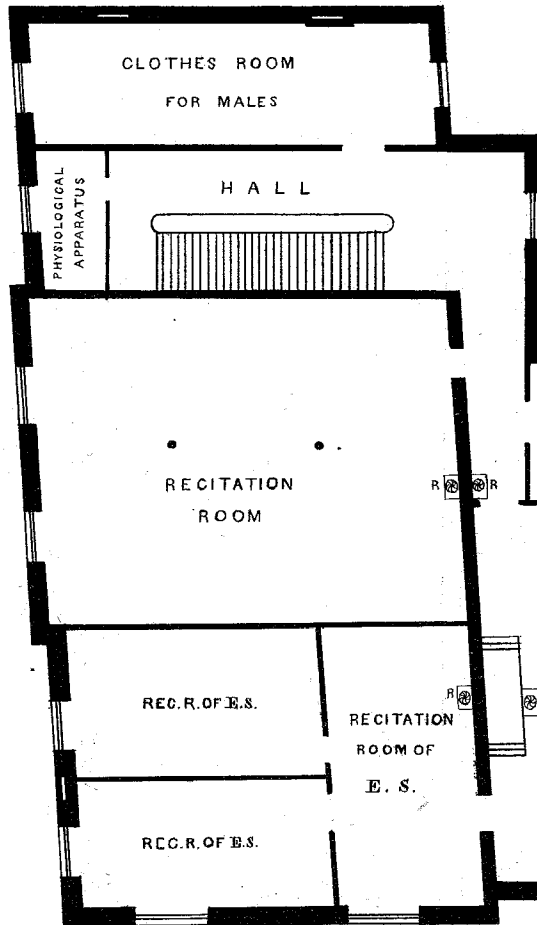 CLOTHES ROOM
FOR MALES
HALL
PHYSIOLOGICAL
APPARATUS
RECITATION
ROOM
R
R
REC.R.OF E.S.
R
RECITATION
ROOM OF
E. S.
REC.R.OF E.S.